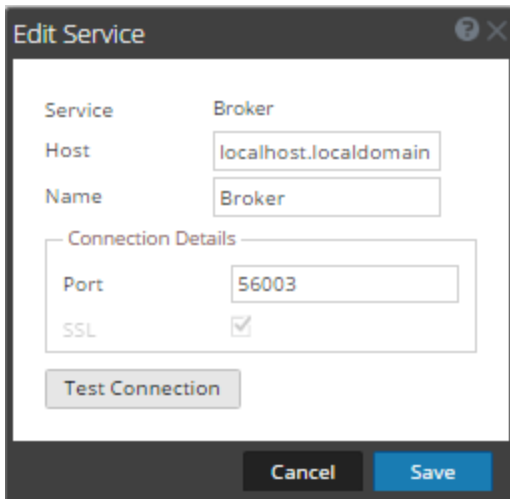 Edit Service
Service Broker
Host localhost.localdomain
Name Broker
Connection Details
Port 56003
SSL
Test Connection
Cancel Save